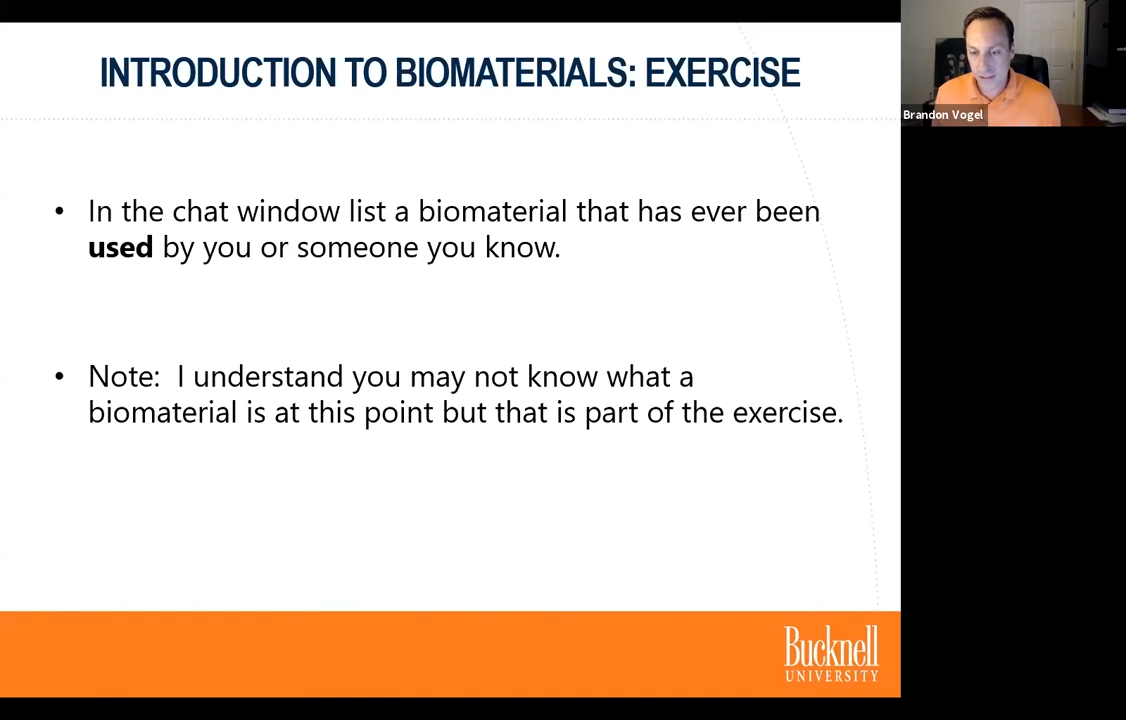 INTRODUCTION TO BIOMATERIALS: EXERCISE
Brandon Vogel
• In the chat window list a biomaterial that has ever been
used by you or someone you know.
• Note: I understand you may not know what a
biomaterial is at this point but that is part of the exercise.
Bucknell
UNIVERSITY